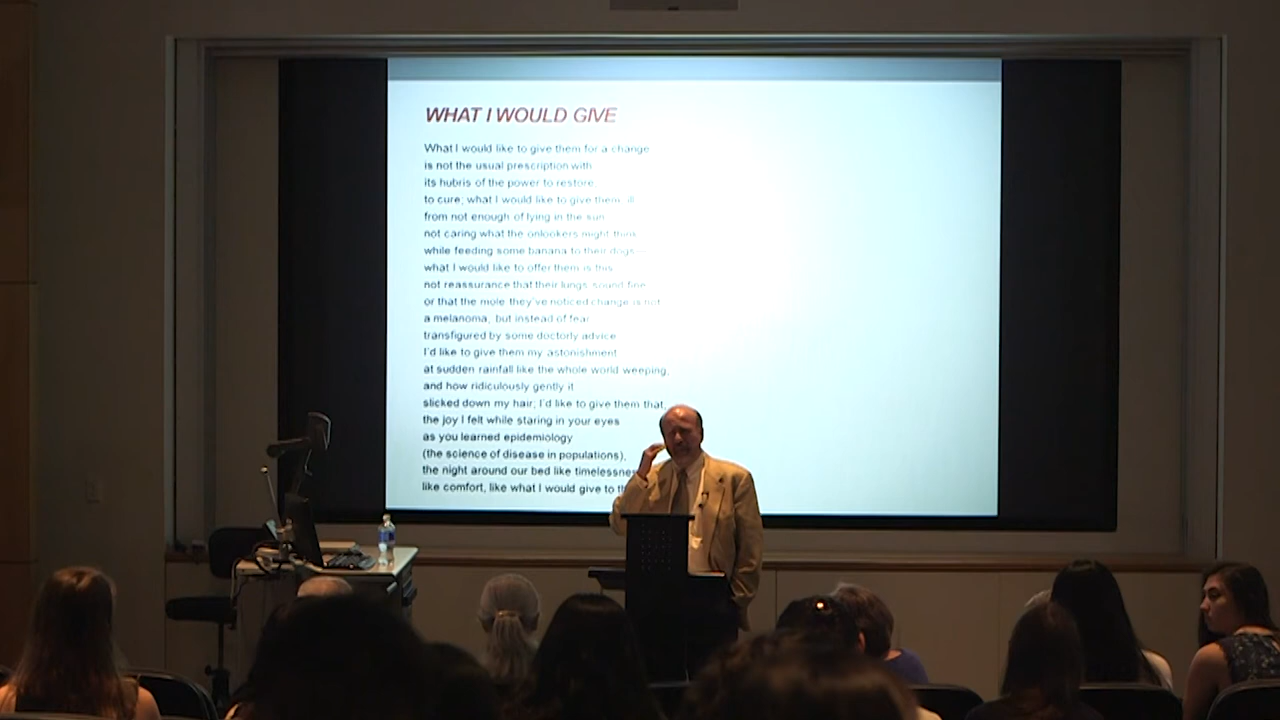 WHAT I WOULD GIVE
What I would like to give them for a change
is not the usual prescription with
its hubris of the power to restore,
to cure; what I would like to give them, ill
from not enough of lying in the sun
not caring what the onlookers might think
while feeding some banana to their dogs—
what I would like to offer them is this,
not reassurance that their lungs sound fine,
or that the mole they've noticed change is not
a melanoma, but instead of fear
transfigured by some doctorly advice
I'd like to give them my astonishment
at sudden rainfall like the whole world weeping,
and how ridiculously gently it
slicked down my hair; I'd like to give them that,
the joy I felt while staring in your eyes
as you learned epidemiology
(the science of disease in populations),
the night around our bed like timelessness
like comfort, like what I would give to